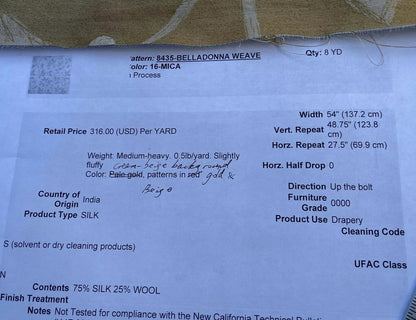 attern: 8435-BELLADONNA WEAVE
Qty: 8 YD
olor: 16-MICA
n Process
Width 54" (137.2 cm)
Retail Price 316.00 (USD) Per YARD
Vert. Repeat 48.75" (123.8 cm)
Horz. Repeat 27.5" (69.9 cm)
Weight: Medium-heavy. 0.5lb/yard. Slightly
fluffy beige background
Horz. Half Drop 0
Color: Pale gold, patterns in red gold &
Beige
Country of Origin India
Direction Up the bolt
Furniture Grade 0000
Product Type SILK
Product Use Drapery
Cleaning Code
S (solvent or dry cleaning products)
UFAC Class
N
Contents 75% SILK 25% WOOL
Finish Treatment
Notes Not Tested for compliance with the New California Technical Bulletin